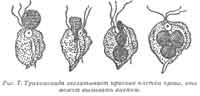 Рис. 7. Трихомонада заглатывает красные клетки крови, что
может вызывать анемию.